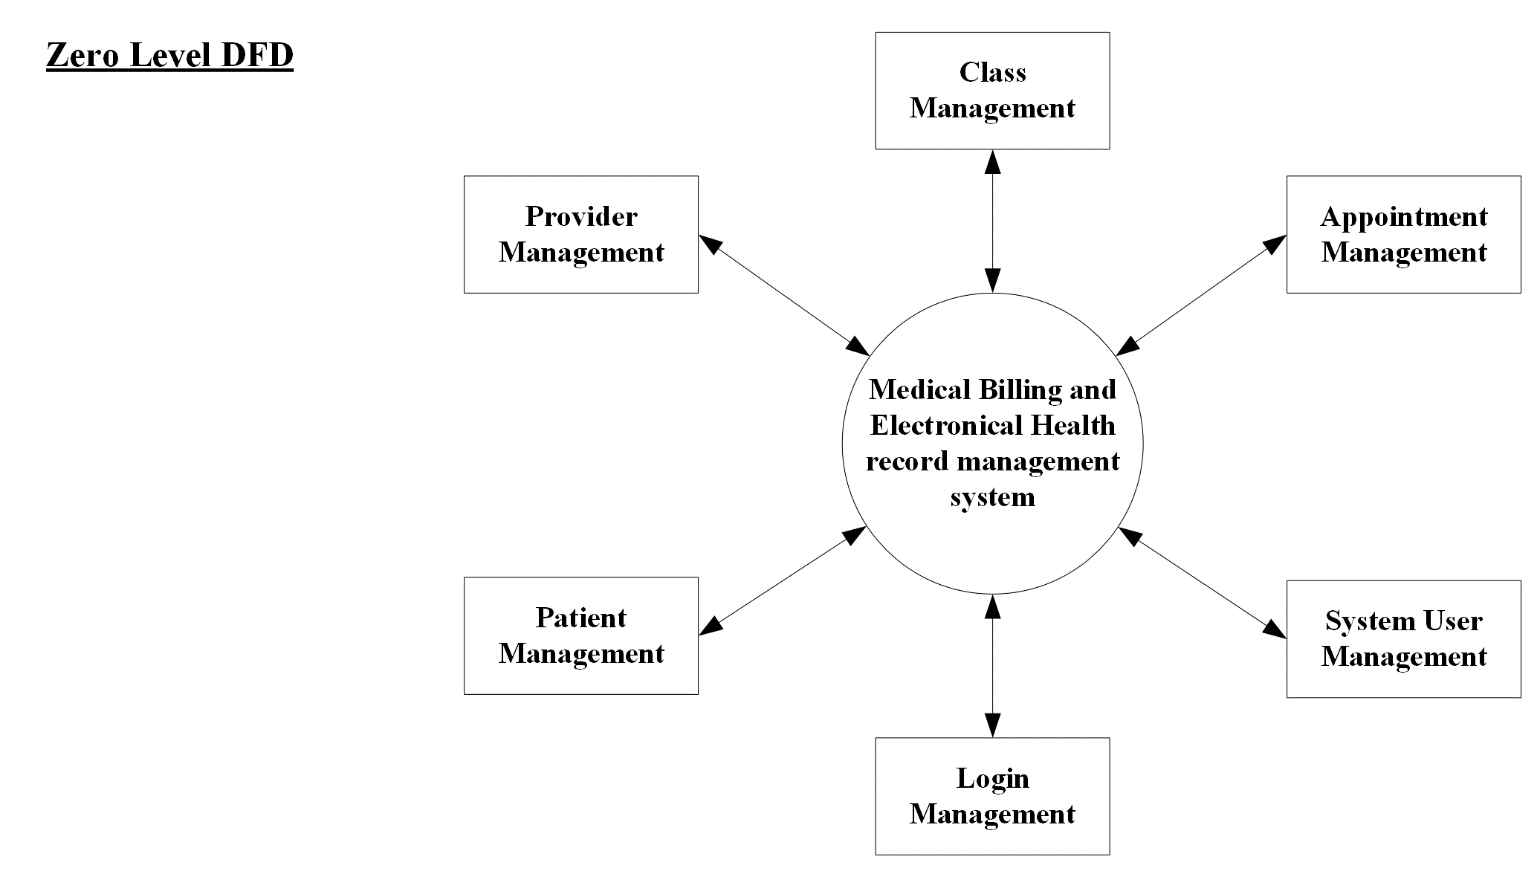 Zero Level DFD
Class
Management
Provider
Management
Appointment
Management
Medical Billing and
Electronical Health
record management
system
Patient
Management
System User
Management
Login
Management